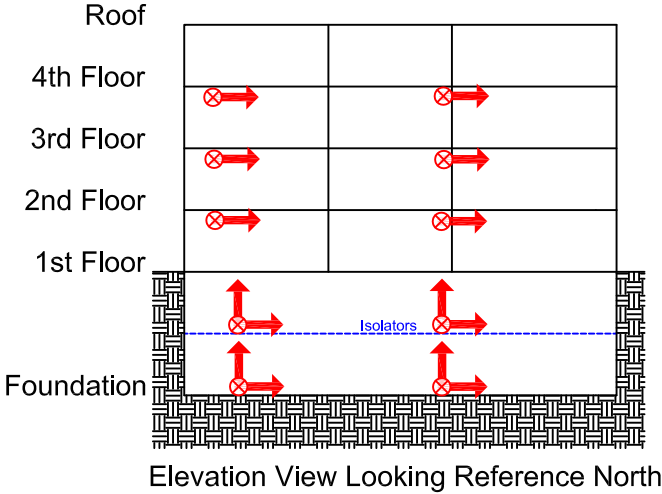 Roof
4th Floor
3rd Floor
2nd Floor
1st Floor
Isolators
Foundation
Elevation View Looking Reference North